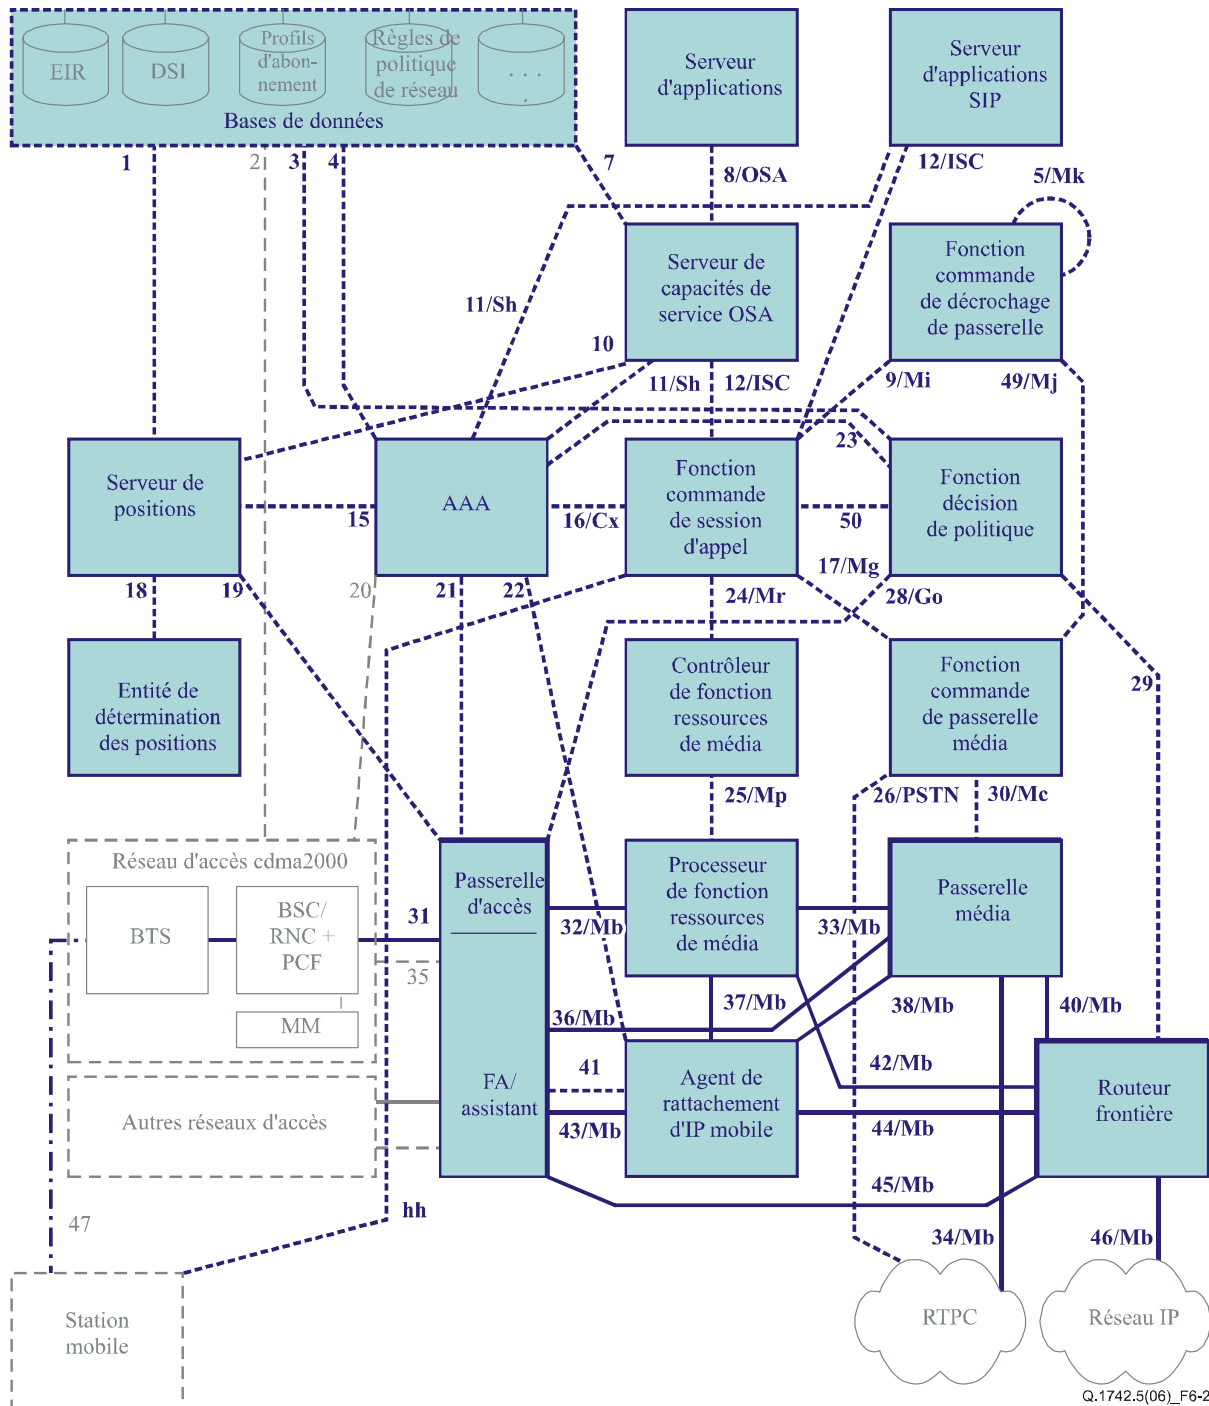 EIR
DSI
Profils
d'abon-
nement
Règles de
politique
de réseau
. . .
.
Bases de données
Serveur
d'applications
Serveur
d'applications
SIP
1
2
3
4
7
8/OSA
12/ISC
5/Mk
Serveur de
capacités de
service OSA
Fonction
commande
de décrochage
de passerelle
11/Sh
10
11/Sh
12/ISC
9/Mi
49/Mj
23
Serveur de
positions
15
AAA
16/Cx
Fonction
commande
de session
d'appel
50
Fonction
décision
de politique
18
19
20
21
22
24/Mr
17/Mg
28/Go
29
Entité de
détermination
des positions
Contrôleur
de fonction
ressources
de média
Fonction
commande
de passerelle
média
25/Mp
26/PSTN
30/Mc
Réseau d'accès cdma2000
BTS
BSC/
RNC +
PCF
MM
31
35
Passerelle
d'accès
FA/
assistant
32/Mb
Processeur
de fonction
ressources
de média
33/Mb
Passerelle
média
36/Mb
37/Mb
38/Mb
40/Mb
41
42/Mb
Autres réseaux d'accès
43/Mb
Agent de
rattachement
d'IP mobile
44/Mb
Routeur
frontière
45/Mb
47
hh
34/Mb
46/Mb
Station
mobile
RTPC
Réseau IP
Q.1742.5(06)_F6-2